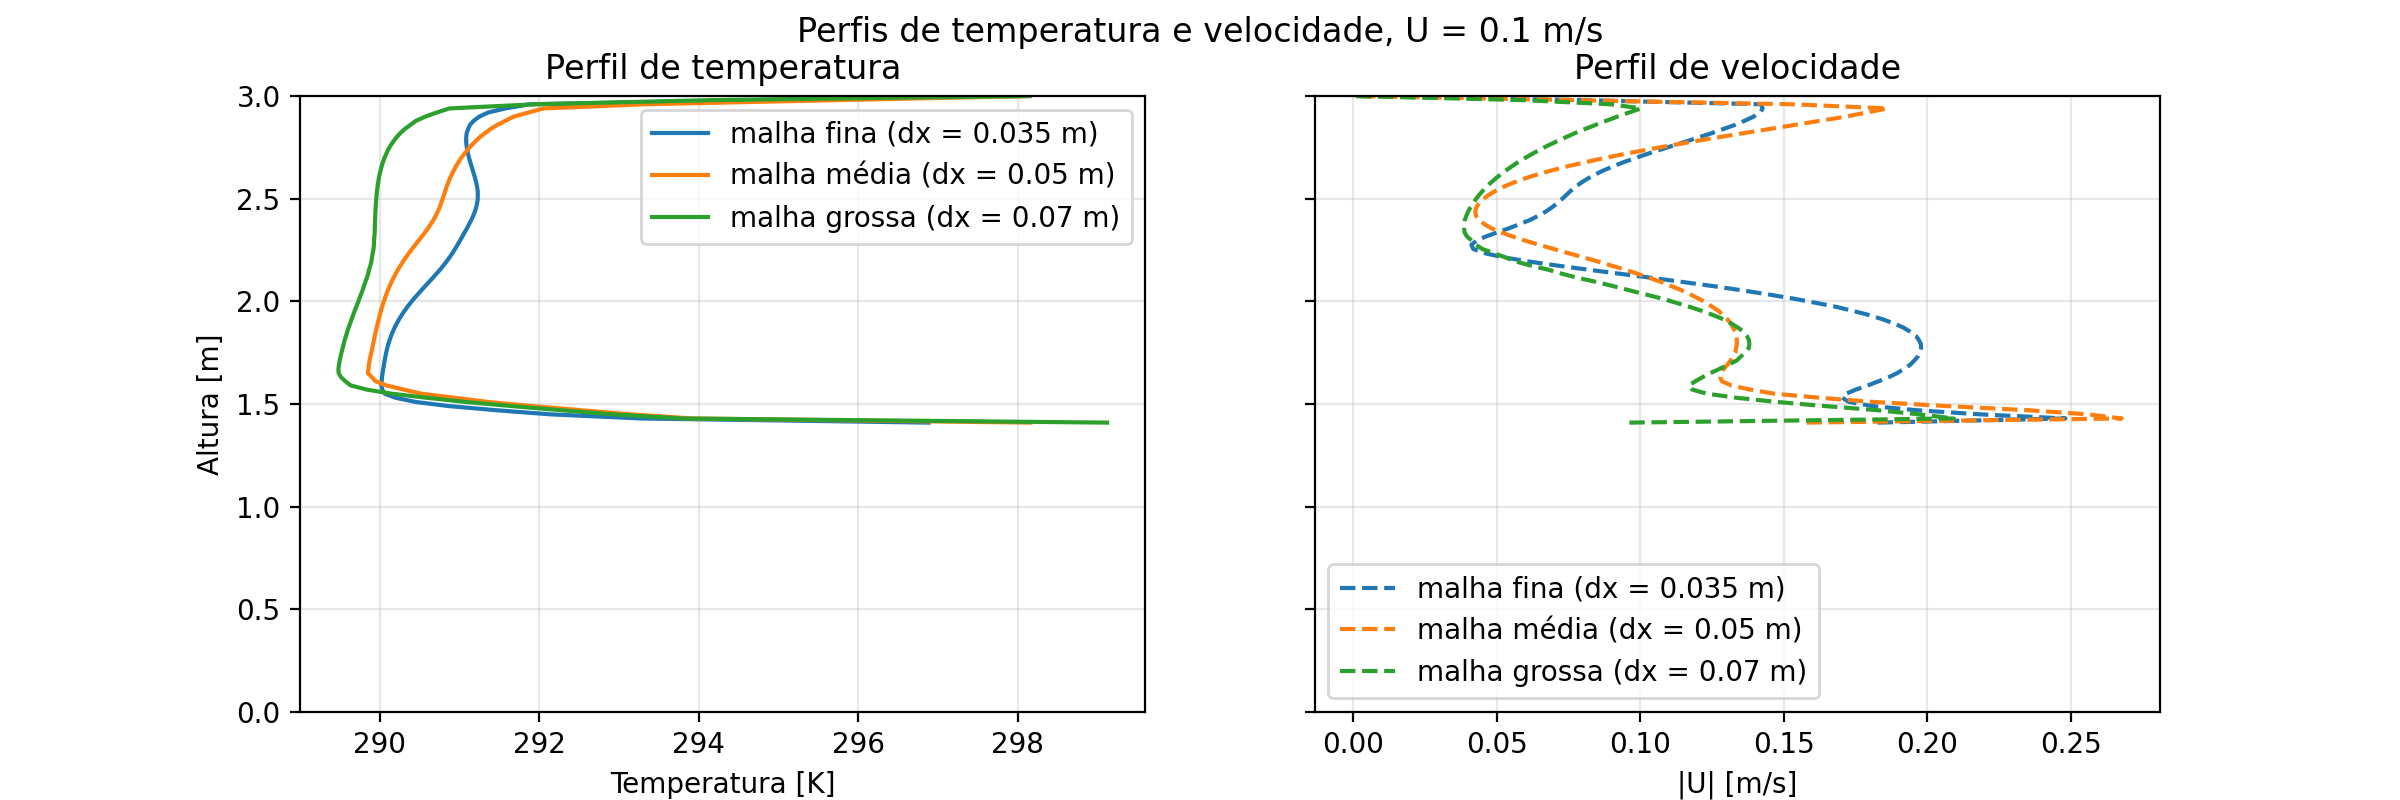 Perfis de temperatura e velocidade, U = 0.1 m/s
Perfil de temperatura
3.0
2.5
2.0
1.5
1.0
0.5
0.0
Altura [m]
malha fina (dx = 0.035 m)
malha média (dx = 0.05 m)
malha grossa (dx = 0.07 m)
290
292
294
296
298
Temperatura [K]
Perfil de velocidade
malha fina (dx = 0.035 m)
malha média (dx = 0.05 m)
malha grossa (dx = 0.07 m)
0.00
0.05
0.10
0.15
0.20
0.25
|U| [m/s]